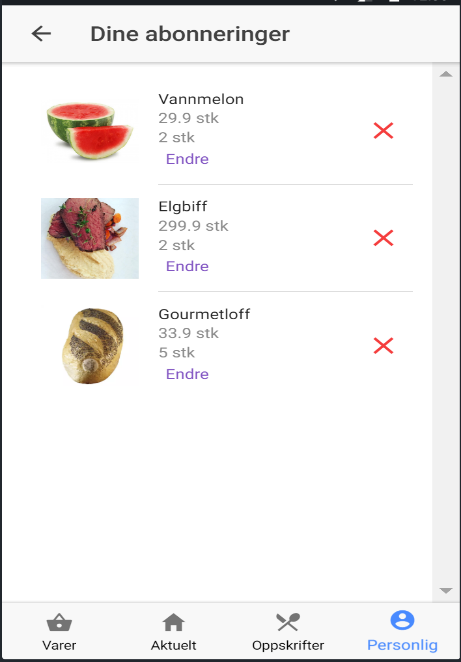 Dine abonneringer
Vannmelon
29.9 stk
2 stk
Endre
Elgbiff
299.9 stk
2 stk
Endre
Gourmetloff
33.9 stk
5 stk
Endre
Varer
Aktuelt
Oppskrifter
Personlig